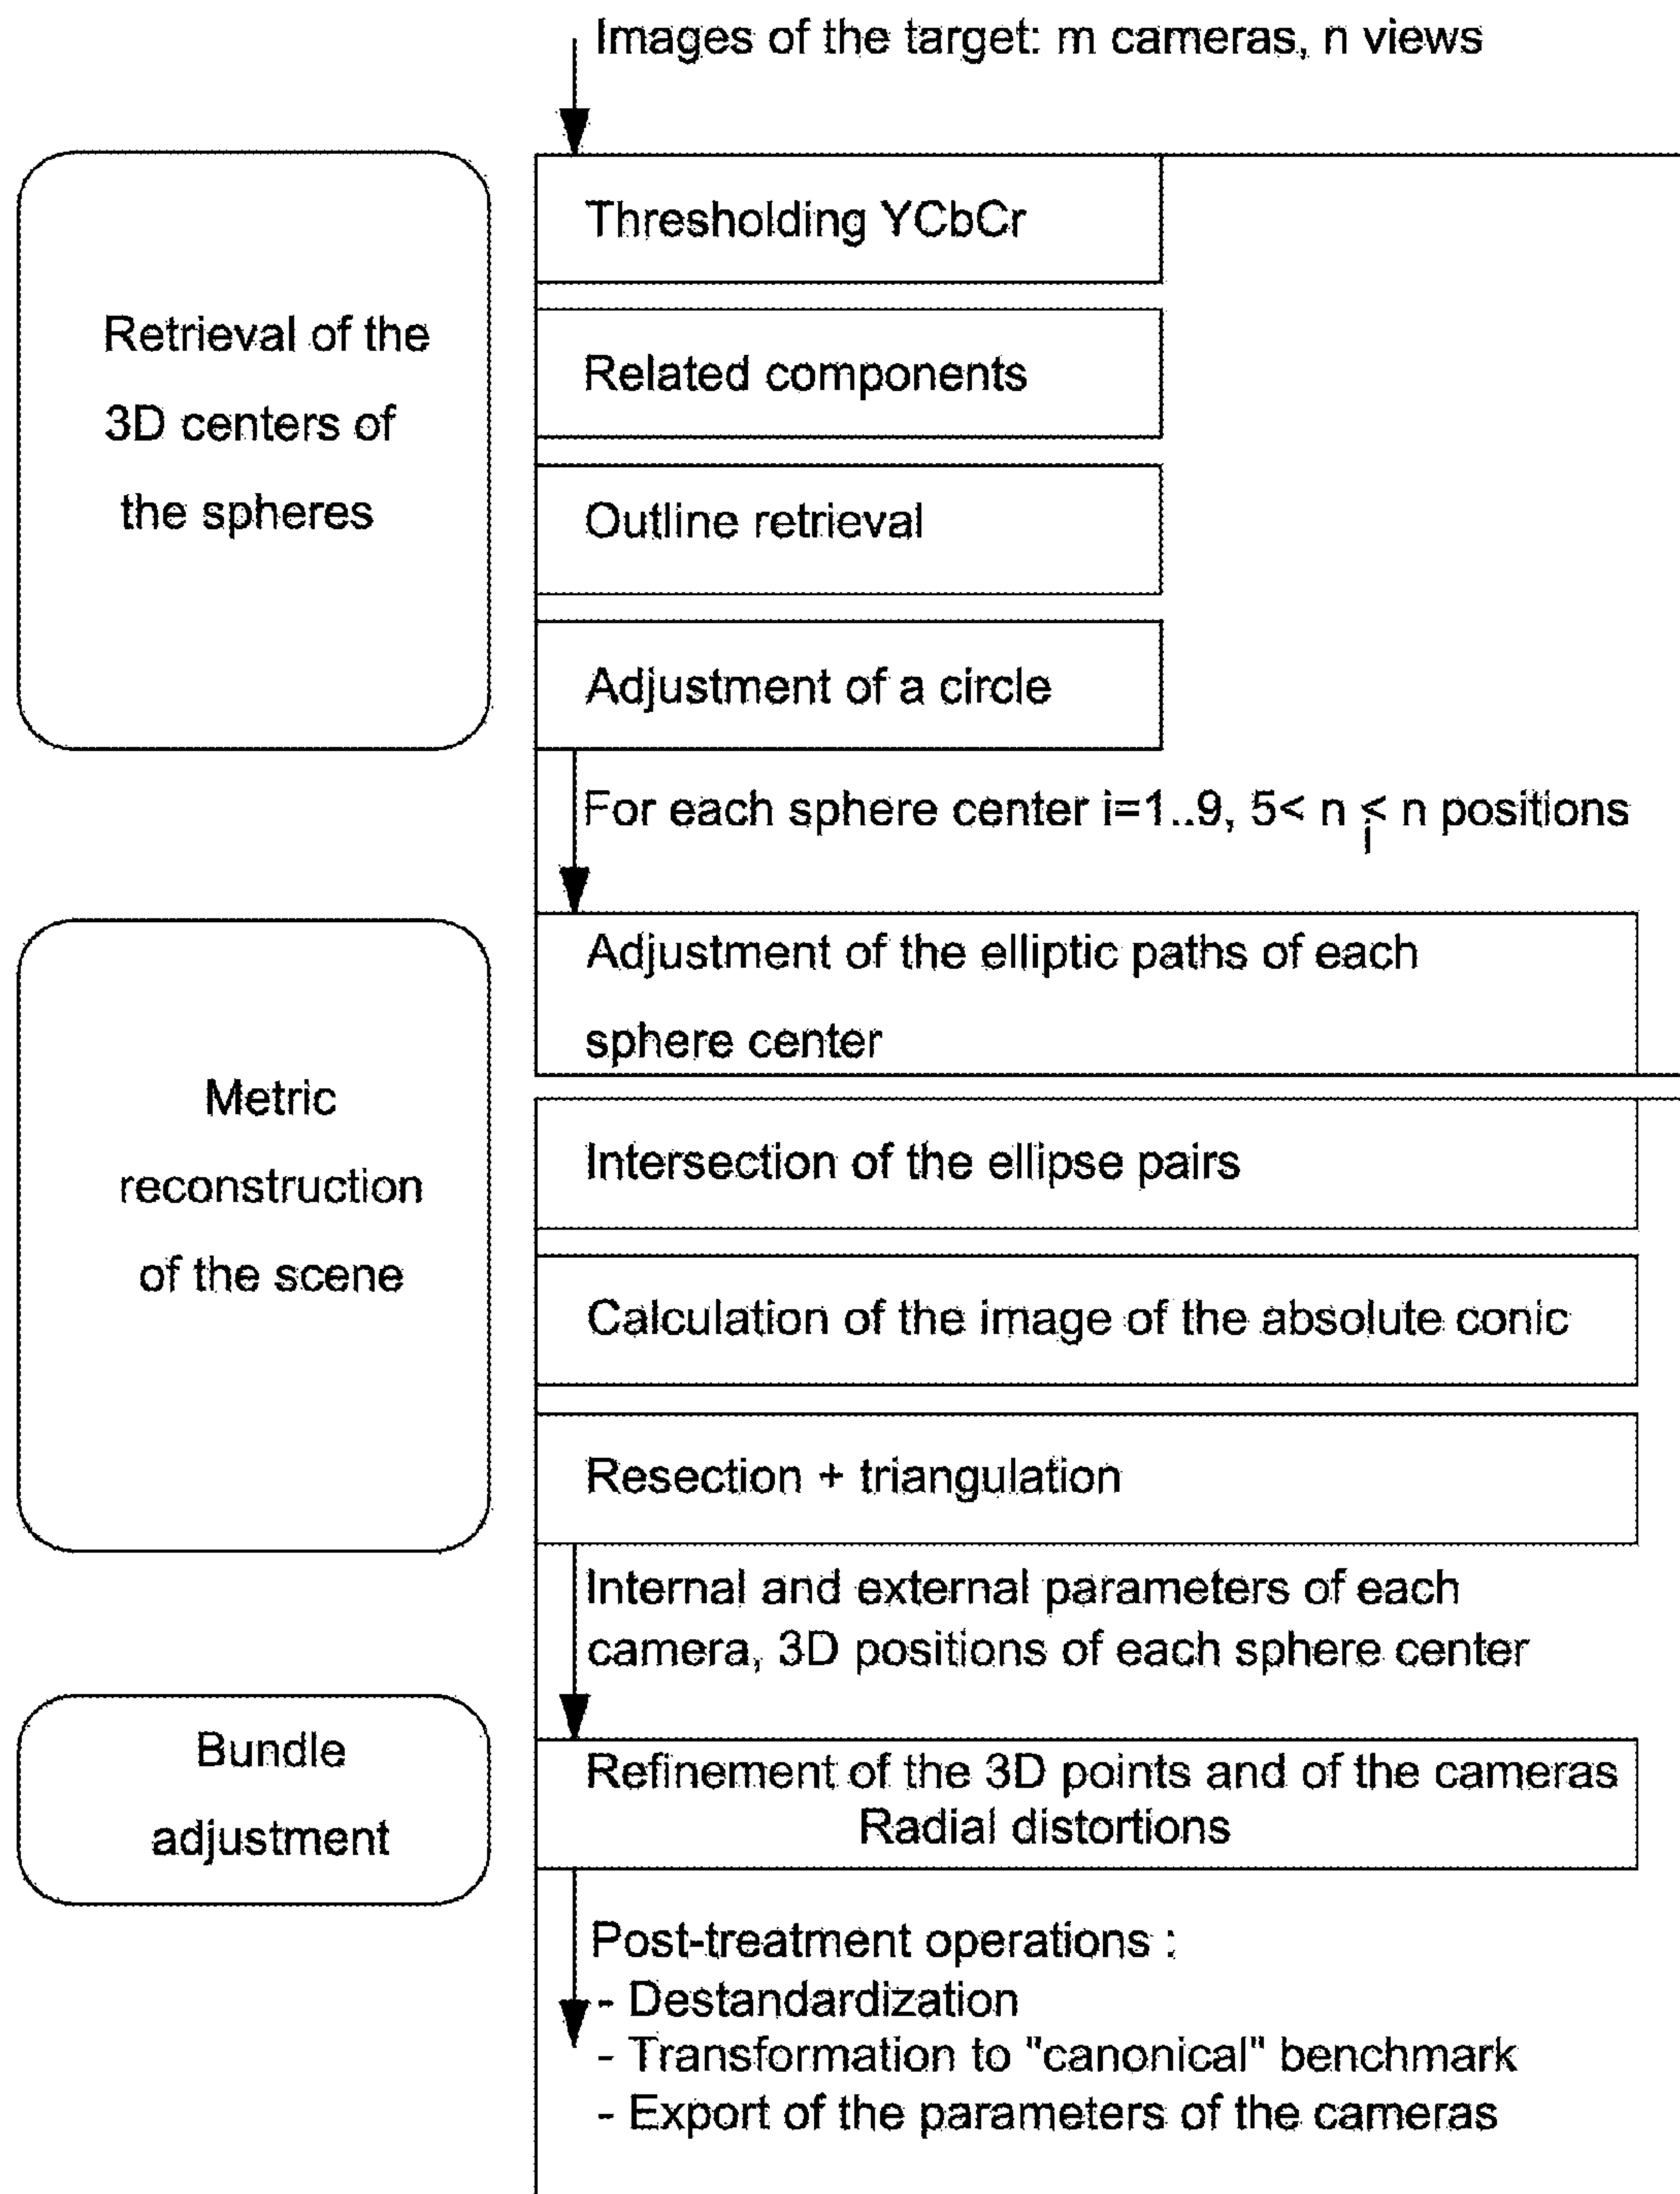 Images of the target: m cameras, n views
Retrieval of the
3D centers of
the spheres
Thresholding YCbCr
Related components
Outline retrieval
Adjustment of a circle
For each sphere center i=1..9, 5< n i < n positions
Metric
reconstruction
of the scene
Adjustment of the elliptic paths of each
sphere center
Intersection of the ellipse pairs
Calculation of the image of the absolute conic
Resection + triangulation
Internal and external parameters of each
camera, 3D positions of each sphere center
Bundle
adjustment
Refinement of the 3D points and of the cameras
Radial distortions
Post-treatment operations :
- Destandardization
- Transformation to "canonical" benchmark
- Export of the parameters of the cameras